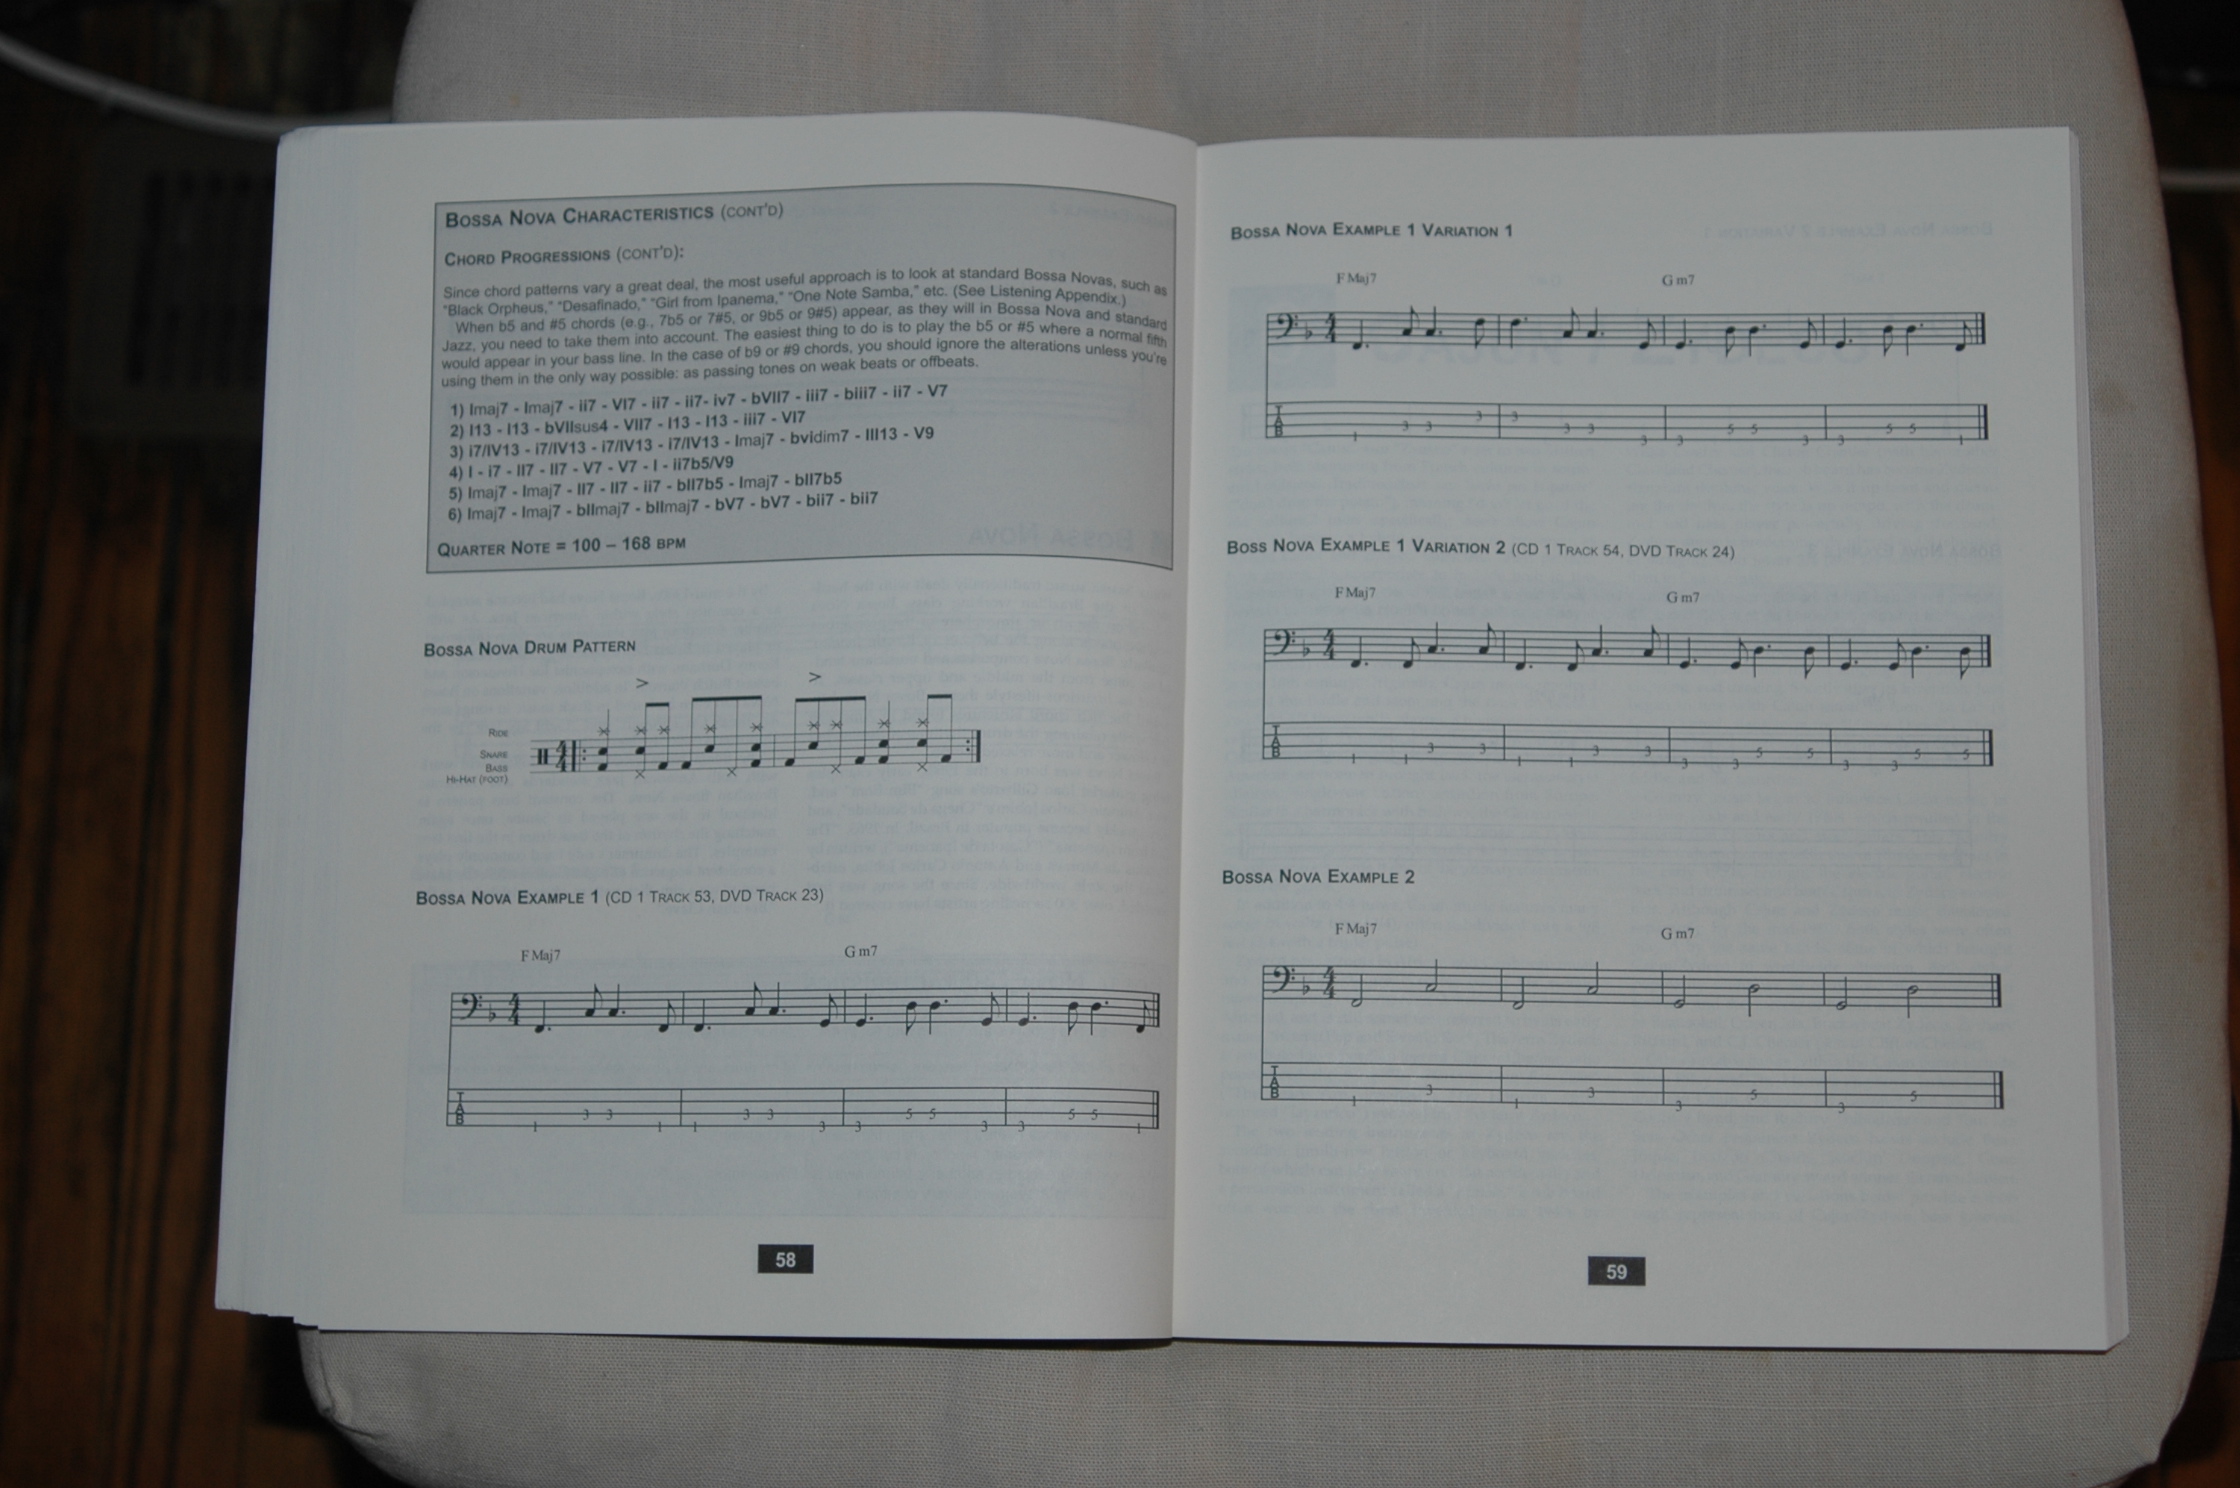 BOSSA NOVA CHARACTERISTICS (CONT'D)
CHORD PROGRESSIONS (CONT'D):
Since chord patterns vary a great deal, the most useful approach is to look at standard Bossa Novas, such as
"Black Orpheus," "Desafinado," "Girl from Ipanema," "One Note Samba," etc. (See Listening Appendix.)
When b5 and #5 chords (e.g., 7b5 or 7#5, or 9b5 or 9#5) appear, as they will in Bossa Nova and standard
Jazz, you need to take them into account. The easiest thing to do is to play the b5 or #5 where a normal fifth
would appear in your bass line. In the case of b9 or #9 chords, you should ignore the alterations unless you're
using them in the only way possible: as passing tones on weak beats or offbeats.
1) Imaj7 - Imaj7 - ii7 - VI7 - ii7 - ii7- iv7 - bVII7 - iii7 - biii7 - ii7 - V7
2) I13 - I13 - bVIIsus4 - VII7 - I13 - I13 - iii7 - VI7
3) i7/IV13 - i7/IV13 - i7/IV13 - i7/IV13 - Imaj7 - bvidim7 - III13 - V9
4) I - i7 - II7 - II7 - V7 - V7 - I - ii7b5/V9
5) Imaj7 - Imaj7 - II7 - II7 - ii7 - bII7b5 - Imaj7 - bII7b5
6) Imaj7 - Imaj7 - bIImaj7 - bIImaj7 - bV7 - bV7 - bii7 - bii7
QUARTER NOTE = 100 – 168 BPM
BOSSA NOVA DRUM PATTERN
> >
RIDE
SNARE
BASS
HI-HAT (FOOT)
4/4
BOSSA NOVA EXAMPLE 1 (CD 1 TRACK 53, DVD TRACK 23)
F Maj7 G m7
4/4
TAB
1 3 3 1 1 3 3 3 3 5 5 3 3 5 5 1
58
BOSSA NOVA EXAMPLE 1 VARIATION 1
F Maj7 G m7
4/4
TAB
1 3 3 3 3 3 3 3 3 5 5 3 3 5 5 1
BOSS NOVA EXAMPLE 1 VARIATION 2 (CD 1 TRACK 54, DVD TRACK 24)
F Maj7 G m7
4/4
TAB
1 1 3 3 1 1 3 3 3 3 5 5 3 3 5 5
BOSSA NOVA EXAMPLE 2
F Maj7 G m7
4/4
TAB
1 3 1 3 3 5 3 5
59